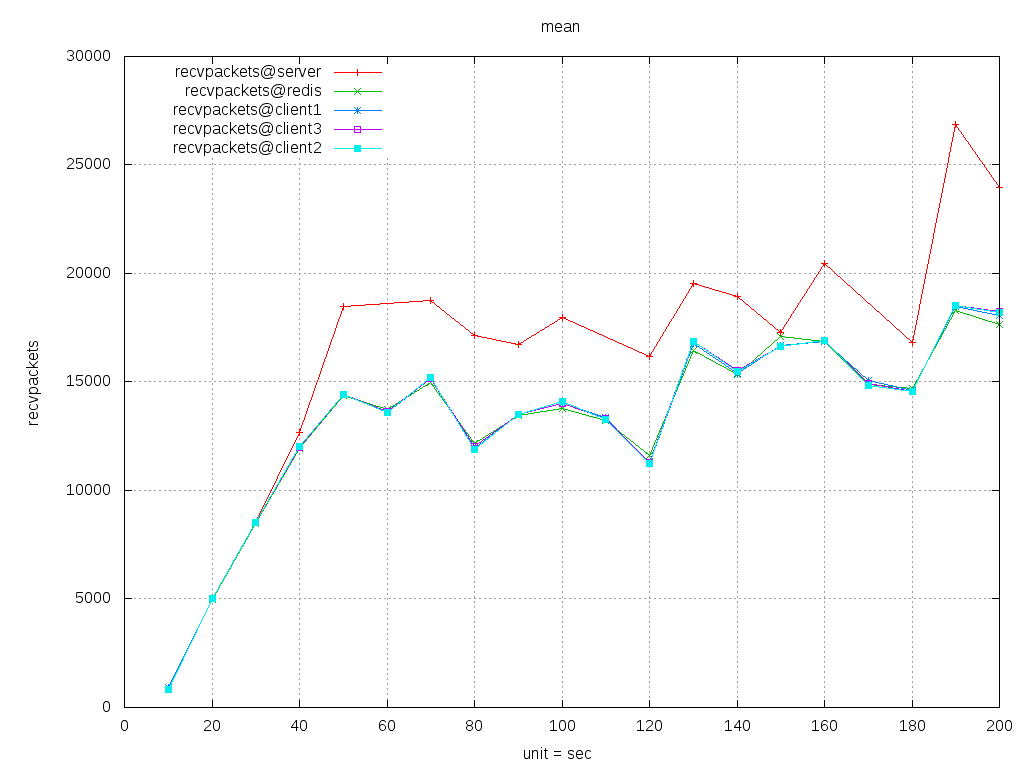 mean
30000
25000
20000
15000
10000
5000
0
recvpackets
recvpackets@server
recvpackets@redis
recvpackets@client1
recvpackets@client3
recvpackets@client2
0 20 40 60 80 100 120 140 160 180 200
unit = sec